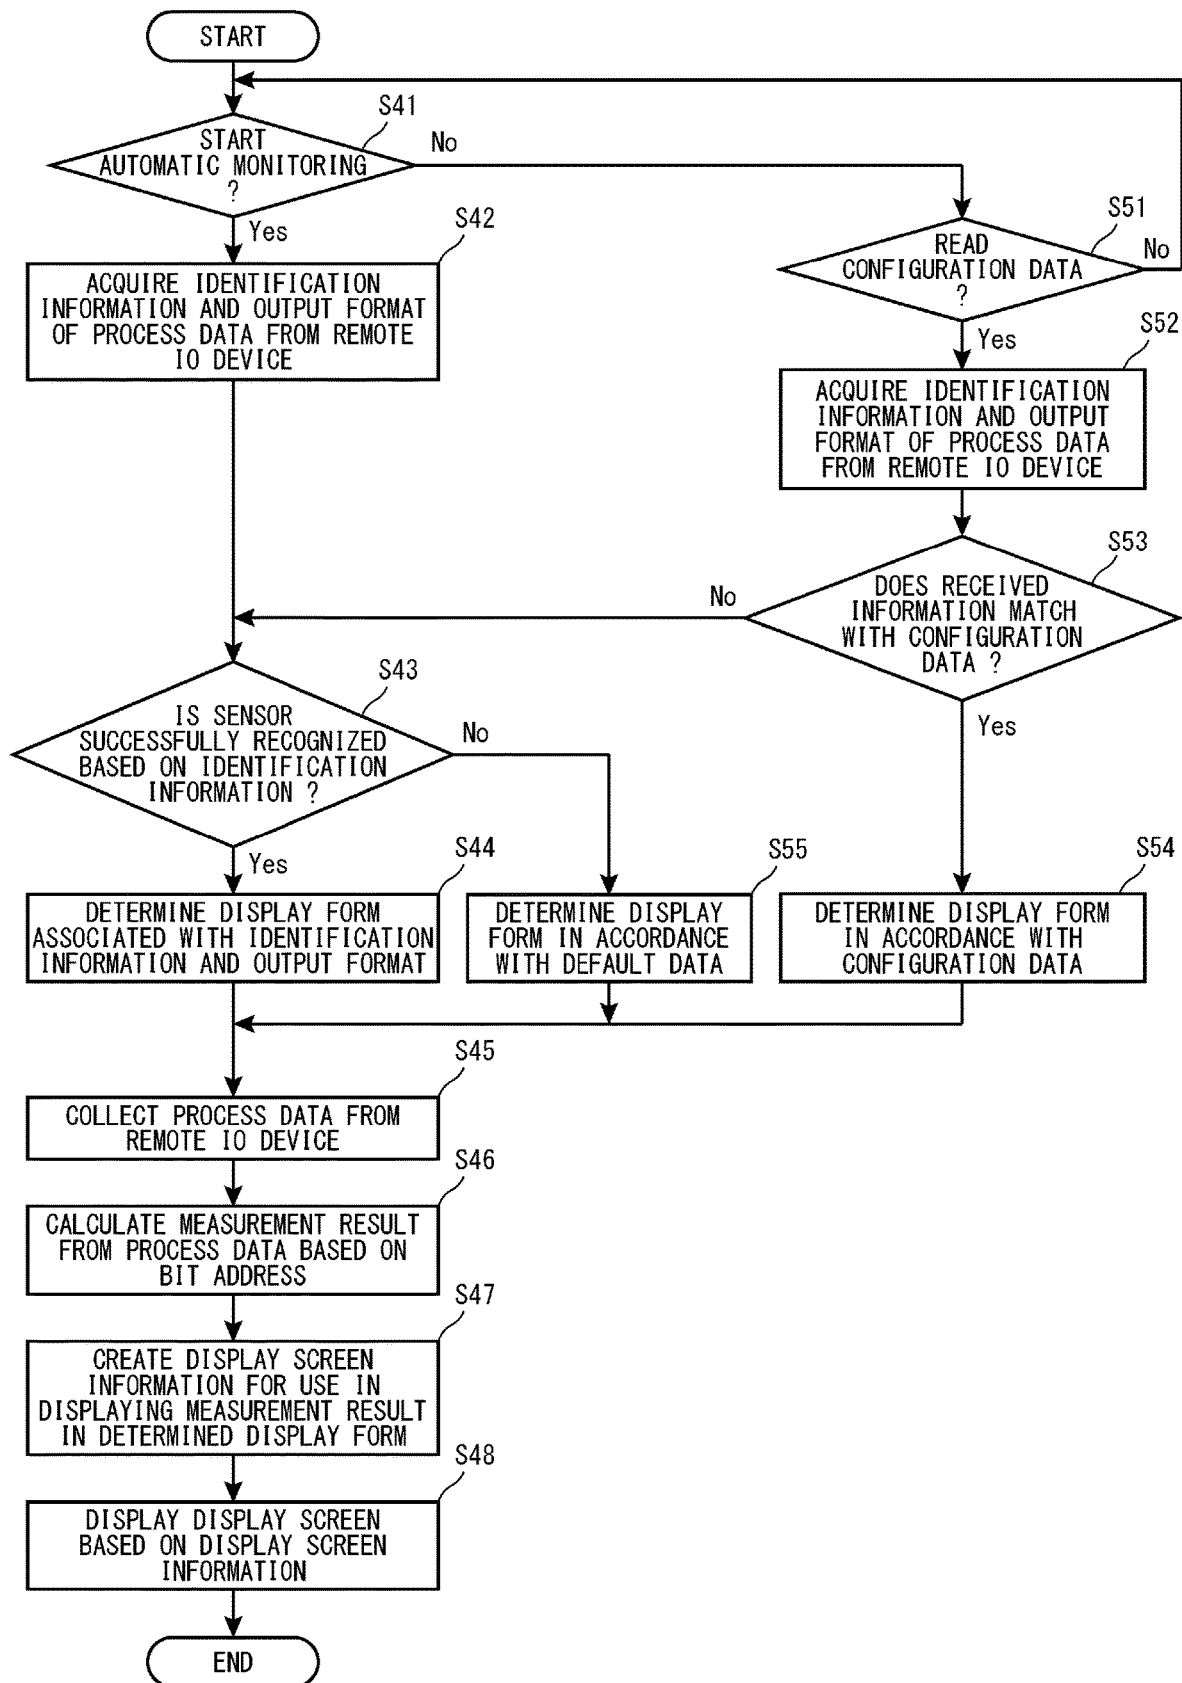 START
S41
START
AUTOMATIC MONITORING
?
No
Yes
S42
ACQUIRE IDENTIFICATION
INFORMATION AND OUTPUT FORMAT
OF PROCESS DATA FROM REMOTE
IO DEVICE
S51
READ
CONFIGURATION DATA
?
No
Yes
S52
ACQUIRE IDENTIFICATION
INFORMATION AND OUTPUT
FORMAT OF PROCESS DATA
FROM REMOTE IO DEVICE
S53
DOES RECEIVED
INFORMATION MATCH
WITH CONFIGURATION
DATA ?
No
Yes
S43
IS SENSOR
SUCCESSFULLY RECOGNIZED
BASED ON IDENTIFICATION
INFORMATION ?
No
Yes
S44
DETERMINE DISPLAY FORM
ASSOCIATED WITH IDENTIFICATION
INFORMATION AND OUTPUT FORMAT
S55
DETERMINE DISPLAY
FORM IN ACCORDANCE
WITH DEFAULT DATA
S54
DETERMINE DISPLAY FORM
IN ACCORDANCE WITH
CONFIGURATION DATA
S45
COLLECT PROCESS DATA FROM
REMOTE IO DEVICE
S46
CALCULATE MEASUREMENT RESULT
FROM PROCESS DATA BASED ON
BIT ADDRESS
S47
CREATE DISPLAY SCREEN
INFORMATION FOR USE IN
DISPLAYING MEASUREMENT RESULT
IN DETERMINED DISPLAY FORM
S48
DISPLAY DISPLAY SCREEN
BASED ON DISPLAY SCREEN
INFORMATION
END